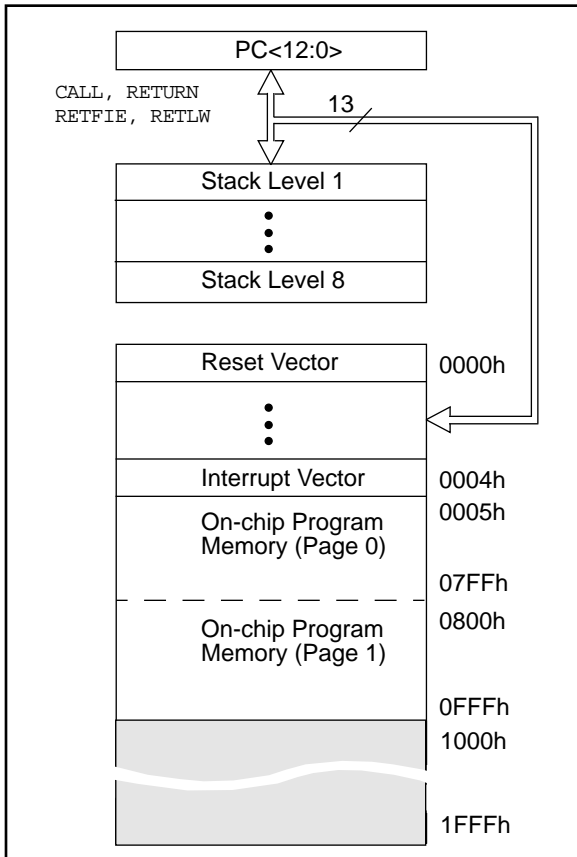 PC<12:0>
CALL, RETURN
RETFIE, RETLW
13
Stack Level 1
Stack Level 8
Reset Vector
0000h
Interrupt Vector
0004h
0005h
On-chip Program
Memory (Page 0)
07FFh
0800h
On-chip Program
Memory (Page 1)
0FFFh
1000h
1FFFh